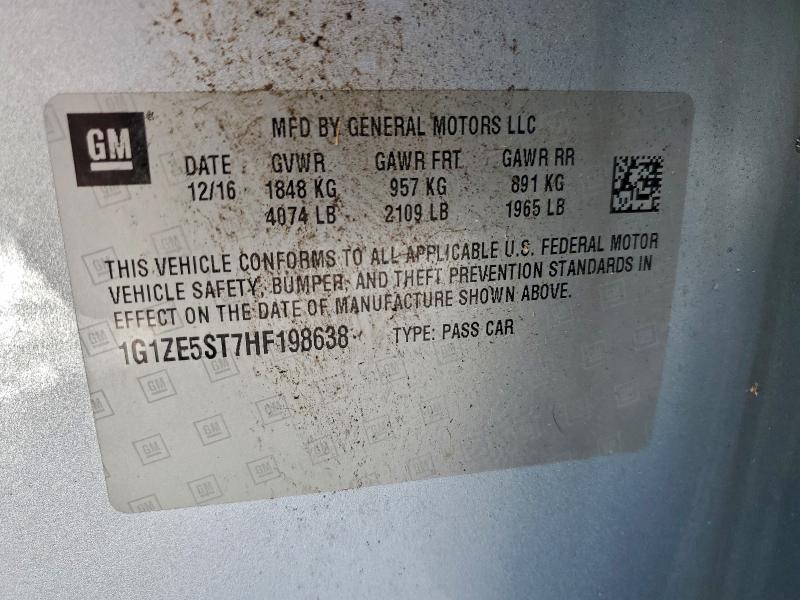 GM
MFD BY GENERAL MOTORS LLC
DATE GVWR GAWR FRT GAWR RR
12/16 1848 KG 957 KG 891 KG
4074 LB 2109 LB 1965 LB
THIS VEHICLE CONFORMS TO ALL APPLICABLE U.S. FEDERAL MOTOR
VEHICLE SAFETY, BUMPER, AND THEFT PREVENTION STANDARDS IN
EFFECT ON THE DATE OF MANUFACTURE SHOWN ABOVE.
1G1ZE5ST7HF198638 TYPE: PASS CAR